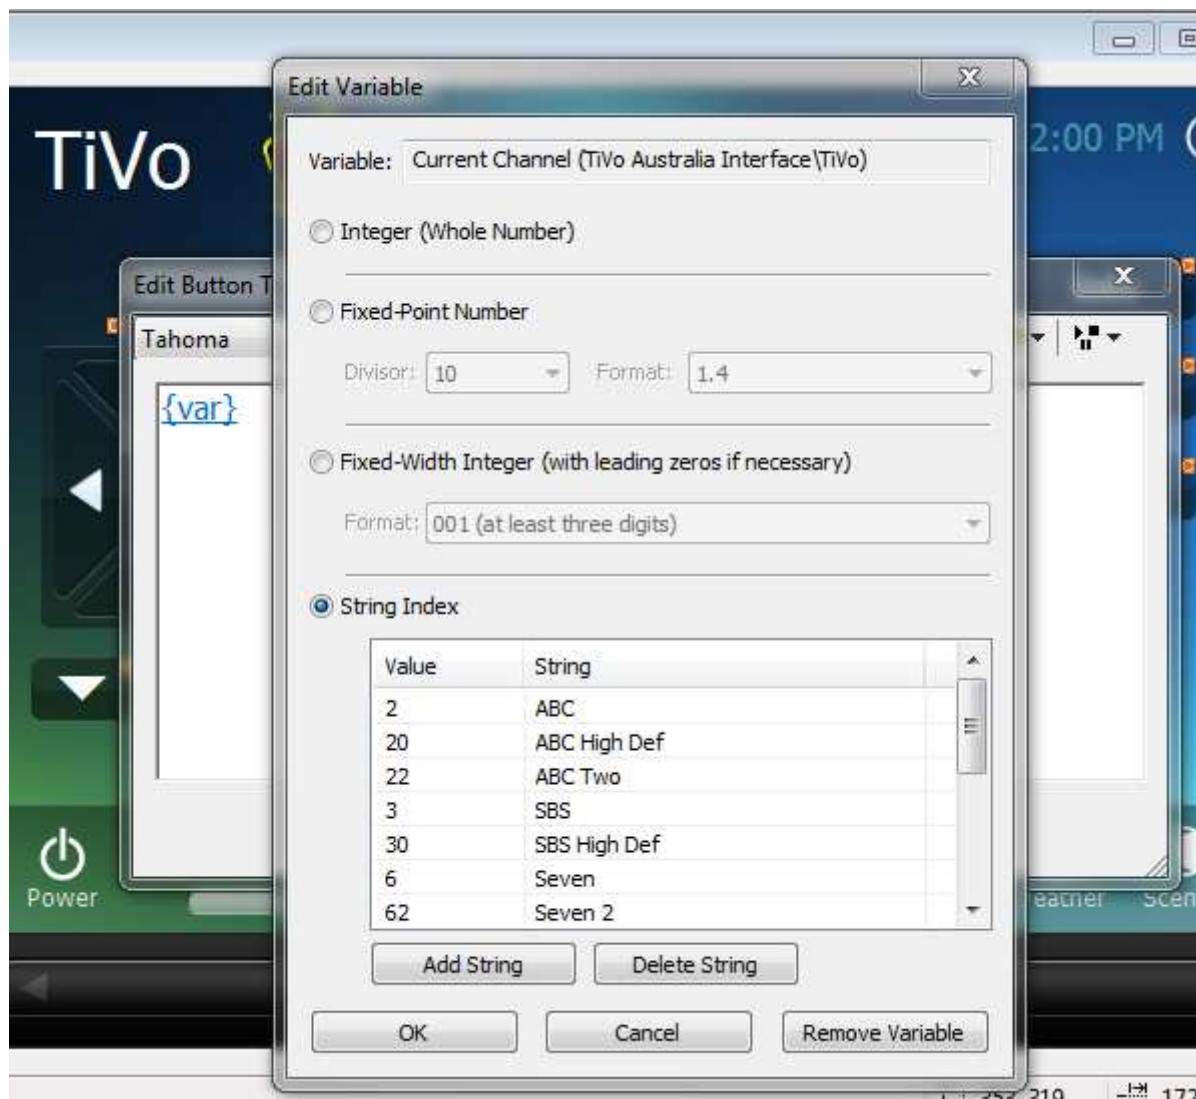 TiVo
2:00 PM
Edit Variable
Variable: Current Channel (TiVo Australia Interface\TiVo)
Integer (Whole Number)
Edit Button T
Fixed-Point Number
Tahoma
Divisor: 10 Format: 1.4
{var}
Fixed-Width Integer (with leading zeros if necessary)
Format: 001 (at least three digits)
String Index
Value String
2 ABC
20 ABC High Def
22 ABC Two
3 SBS
30 SBS High Def
6 Seven
62 Seven 2
Power
Add String Delete String
OK Cancel Remove Variable